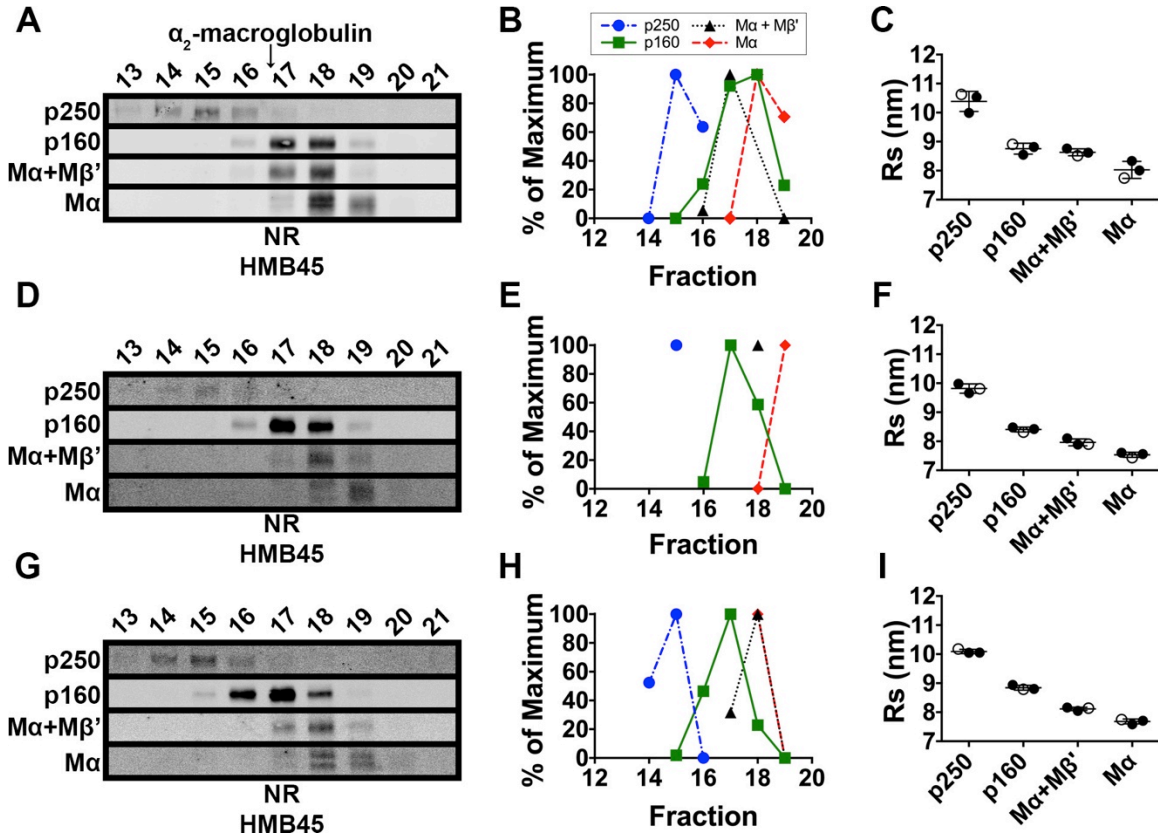 A
α2-macroglobulin
13 14 15 16 17 18 19 20 21
p250
p160
Mα+Mβ'
Mα
NR
HMB45
B
p250
p160
Mα + Mβ'
Mα
% of Maximum
100
80
60
40
20
0
12 14 16 18 20
Fraction
C
Rs (nm)
12
11
10
9
8
7
p250 p160 Mα+Mβ' Mα
D
13 14 15 16 17 18 19 20 21
p250
p160
Mα+Mβ'
Mα
NR
HMB45
E
% of Maximum
100
80
60
40
20
0
12 14 16 18 20
Fraction
F
Rs (nm)
12
11
10
9
8
7
p250 p160 Mα+Mβ' Mα
G
13 14 15 16 17 18 19 20 21
p250
p160
Mα+Mβ'
Mα
NR
HMB45
H
% of Maximum
100
80
60
40
20
0
12 14 16 18 20
Fraction
I
Rs (nm)
12
11
10
9
8
7
p250 p160 Mα+Mβ' Mα